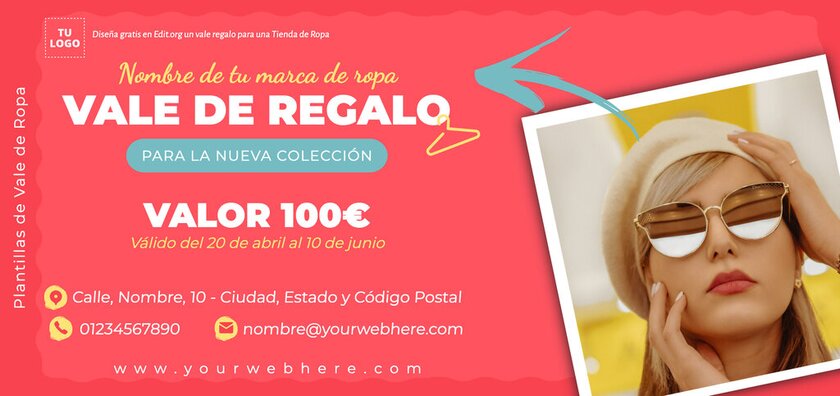 TU
LOGO
Diseña gratis en Edit.org un vale regalo para una Tienda de Ropa
Nombre de tu marca de ropa
VALE DE REGALO
PARA LA NUEVA COLECCIÓN
VALOR 100€
Válido del 20 de abril al 10 de junio
Calle, Nombre, 10 - Ciudad, Estado y Código Postal
01234567890
nombre@yourwebhere.com
www.yourwebhere.com
Plantillas de Vale de Ropa